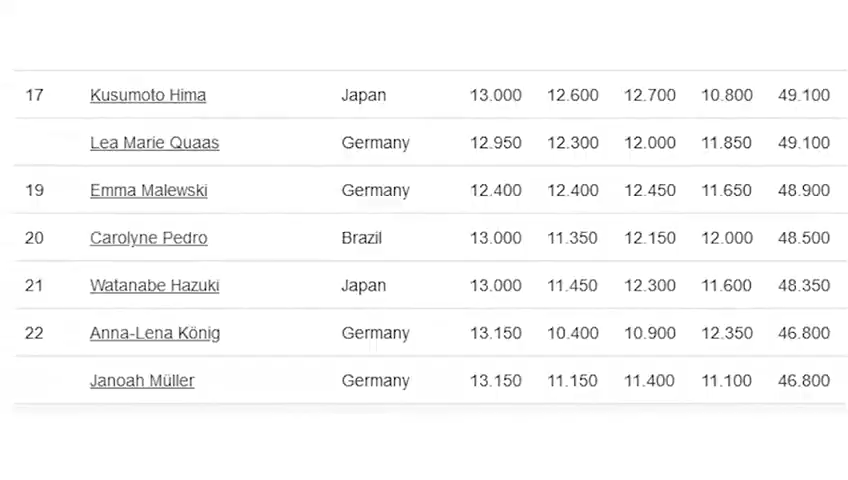 17 Kusumoto Hima Japan 13.000 12.600 12.700 10.800 49.100
Lea Marie Quaas Germany 12.950 12.300 12.000 11.850 49.100
19 Emma Malewski Germany 12.400 12.400 12.450 11.650 48.900
20 Carolyne Pedro Brazil 13.000 11.350 12.150 12.000 48.500
21 Watanabe Hazuki Japan 13.000 11.450 12.300 11.600 48.350
22 Anna-Lena König Germany 13.150 10.400 10.900 12.350 46.800
Janoah Müller Germany 13.150 11.150 11.400 11.100 46.800